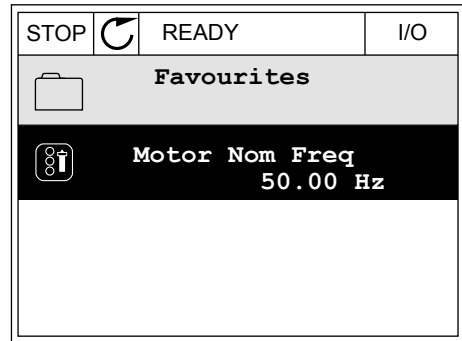 STOP READY I/O
Favourites
Motor Nom Freq
50.00 Hz